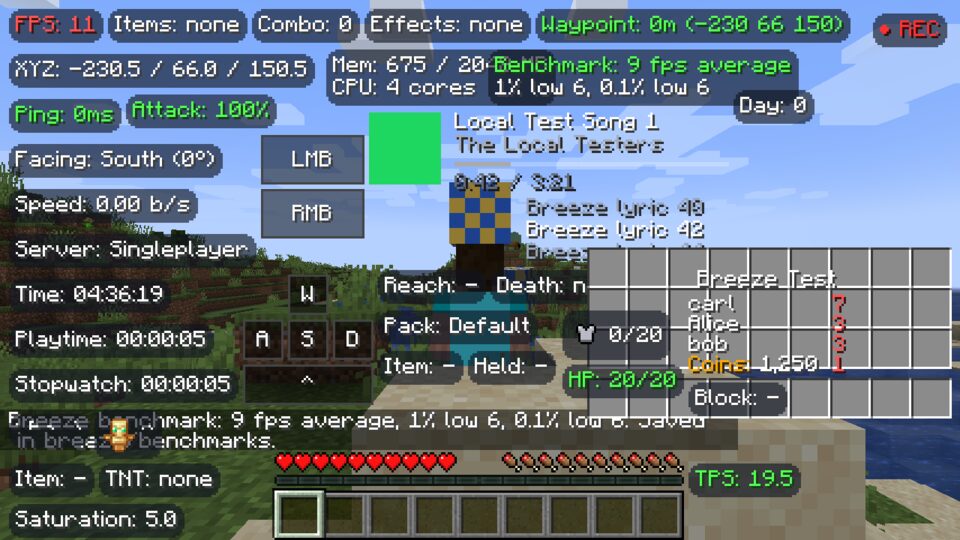 FPS: 11
Items: none
Combo: 0
Effects: none
Waypoint: 0m (-230 66 150)
REC
XYZ: -230.5 / 66.0 / 150.5
Mem: 675 /
CPU: 4 cores
Benchmark: 9 fps average
1% low 6, 0.1% low 6
Day: 0
Ping: 0ms
Attack: 100%
Local Test Song 1
The Local Testers
0:42 / 3:21
Facing: South (0°)
LMB
RMB
Speed: 0.00 b/s
Breeze lyric 40
Breeze lyric 42
Breeze lyric
Server: Singleplayer
Time: 04:36:19
W
A
S
D
^
Reach: -
Death:
Breeze Test
carl 7
Alice 3
bob 3
Coins: 1,250 1
Pack: Default
0/20
Playtime: 00:00:05
Item: -
Held: -
HP: 20/20
Block: -
Stopwatch: 00:00:05
Breeze benchmark: 9 fps average, 1% low 6, 0.1% low 6. Saved
in breeze benchmarks.
Item: -
TNT: none
TPS: 19.5
Saturation: 5.0